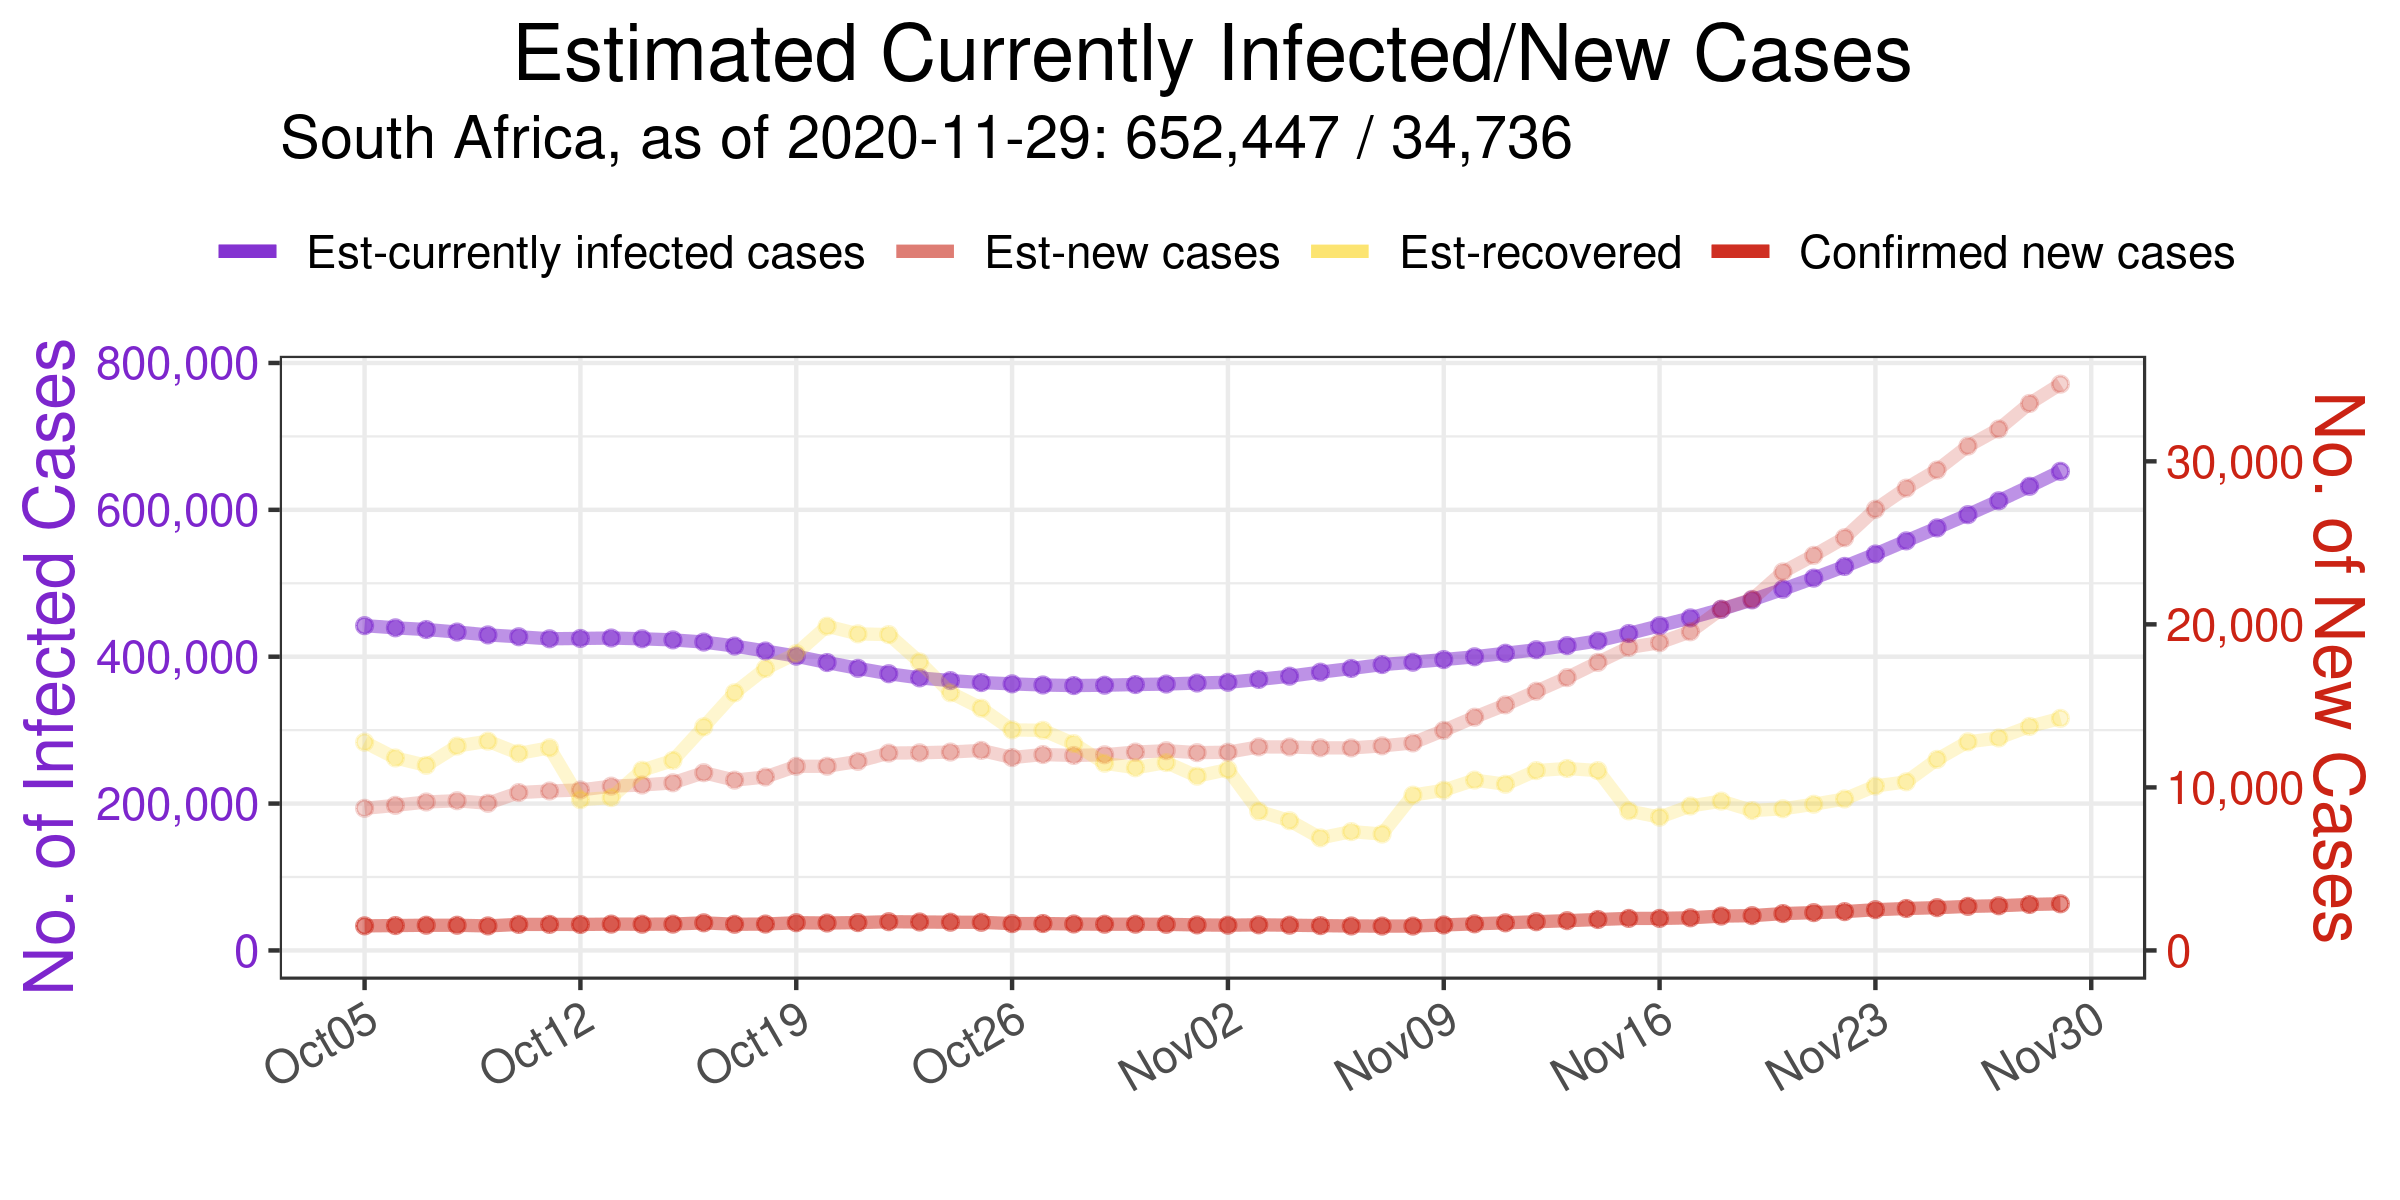 Estimated Currently Infected/New Cases
South Africa, as of 2020-11-29: 652,447 / 34,736
Est-currently infected cases Est-new cases Est-recovered Confirmed new cases
No. of Infected Cases
800,000
600,000
400,000
200,000
0
30,000
20,000
10,000
0
No. of New Cases
Oct05 Oct12 Oct19 Oct26 Nov02 Nov09 Nov16 Nov23 Nov30